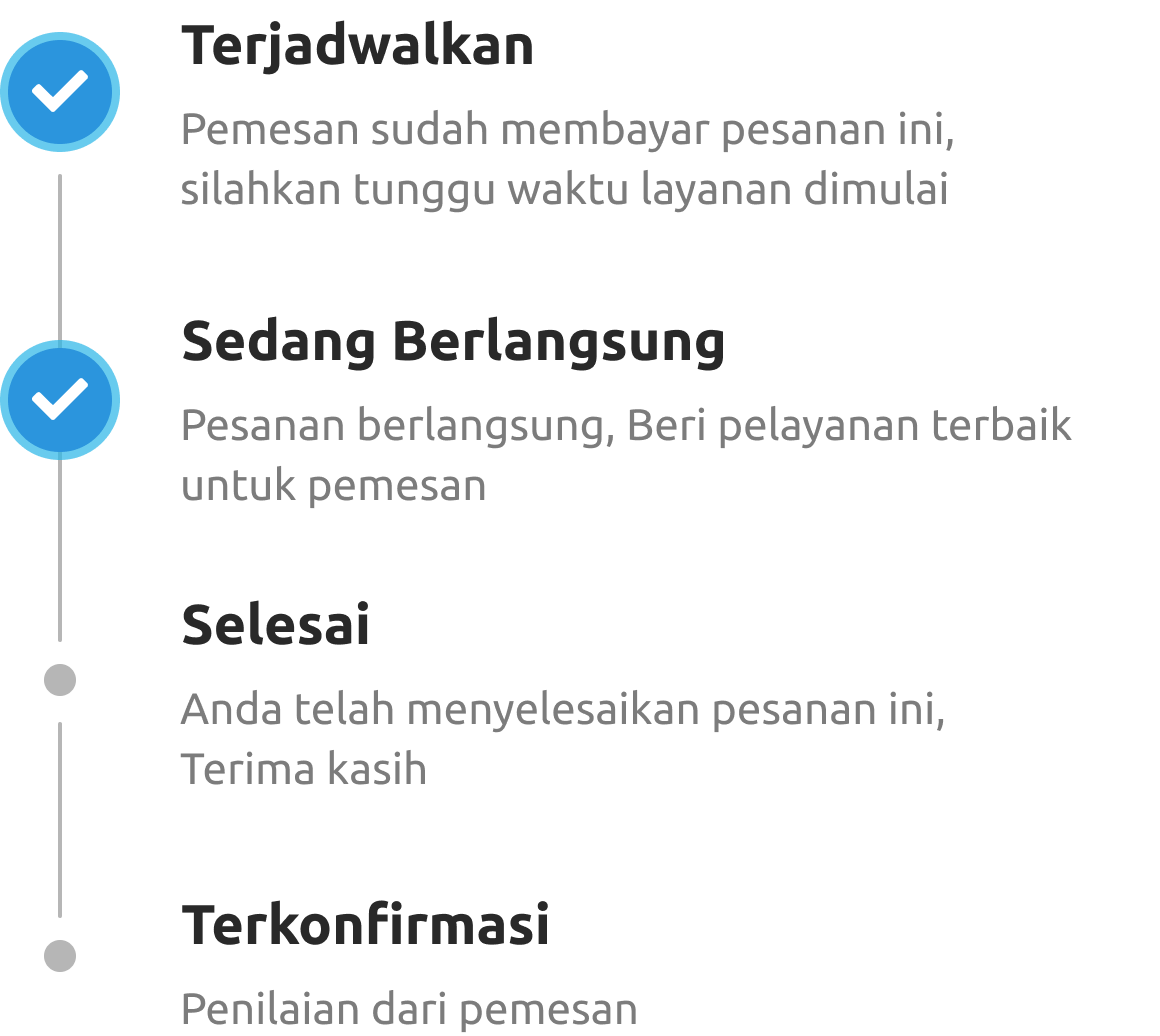 Terjadwalkan
Pemesan sudah membayar pesanan ini,
silahkan tunggu waktu layanan dimulai
Sedang Berlangsung
Pesanan berlangsung, Beri pelayanan terbaik
untuk pemesan
Selesai
Anda telah menyelesaikan pesanan ini,
Terima kasih
Terkonfirmasi
Penilaian dari pemesan